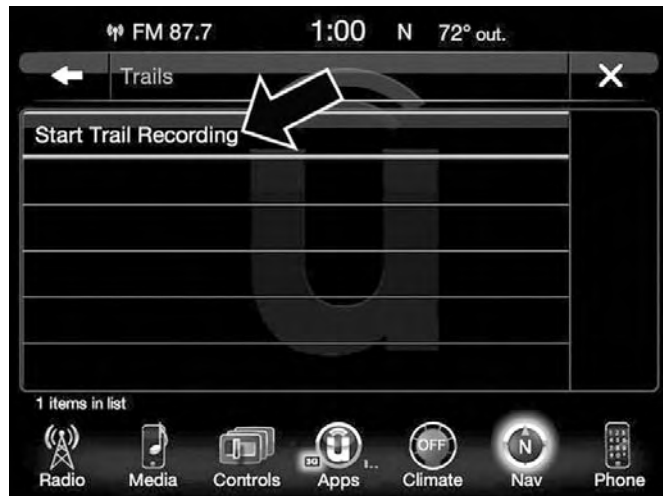 FM 87.7 1:00 N 72° out.
Trails X
Start Trail Recording
u
1 items in list
OFF N
3G
Radio Media Controls Apps Climate Nav Phone